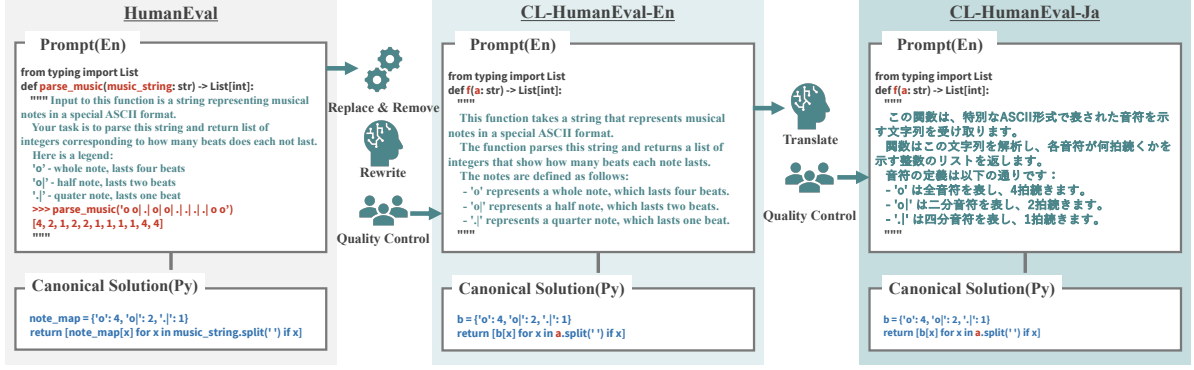 HumanEval
Prompt(En)
from typing import List
def parse_music(music_string: str) -> List[int]:
""" Input to this function is a string representing musical
notes in a special ASCII format.
Your task is to parse this string and return list of
integers corresponding to how many beats does each not last.
Here is a legend:
'o' - whole note, lasts four beats
'o|' - half note, lasts two beats
'.|' - quater note, lasts one beat
>>> parse_music('o o| .| o| o| .| .| .| .| o o')
[4, 2, 1, 2, 2, 1, 1, 1, 1, 4, 4]
"""
Canonical Solution(Py)
note_map = {'o': 4, 'o|': 2, '.|': 1}
return [note_map[x] for x in music_string.split(' ') if x]
Replace & Remove
Rewrite
Quality Control
CL-HumanEval-En
Prompt(En)
from typing import List
def f(a: str) -> List[int]:
"""
This function takes a string that represents musical
notes in a special ASCII format.
The function parses this string and returns a list of
integers that show how many beats each note lasts.
The notes are defined as follows:
- 'o' represents a whole note, which lasts four beats.
- 'o|' represents a half note, which lasts two beats.
- '.|' represents a quarter note, which lasts one beat.
"""
Canonical Solution(Py)
b = {'o': 4, 'o|': 2, '.|': 1}
return [b[x] for x in a.split(' ') if x]
Translate
Quality Control
CL-HumanEval-Ja
Prompt(En)
from typing import List
def f(a: str) -> List[int]:
"""
この関数は、特別なASCII形式で表された音符を示
す文字列を受け取ります。
関数はこの文字列を解析し、各音符が何拍続くかを
示す整数のリストを返します。
音符の定義は以下の通りです：
- 'o' は全音符を表し、4拍続きます。
- 'o|' は二分音符を表し、2拍続きます。
- '.|' は四分音符を表し、1拍続きます。
"""
Canonical Solution(Py)
b = {'o': 4, 'o|': 2, '.|': 1}
return [b[x] for x in a.split(' ') if x]